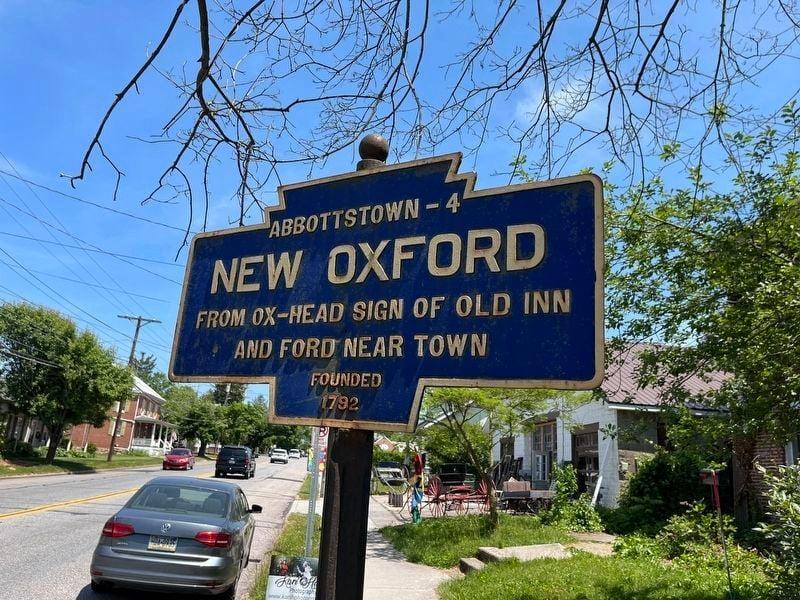 ABBOTTSTOWN - 4
NEW OXFORD
FROM OX-HEAD SIGN OF OLD INN
AND FORD NEAR TOWN
FOUNDED
1792